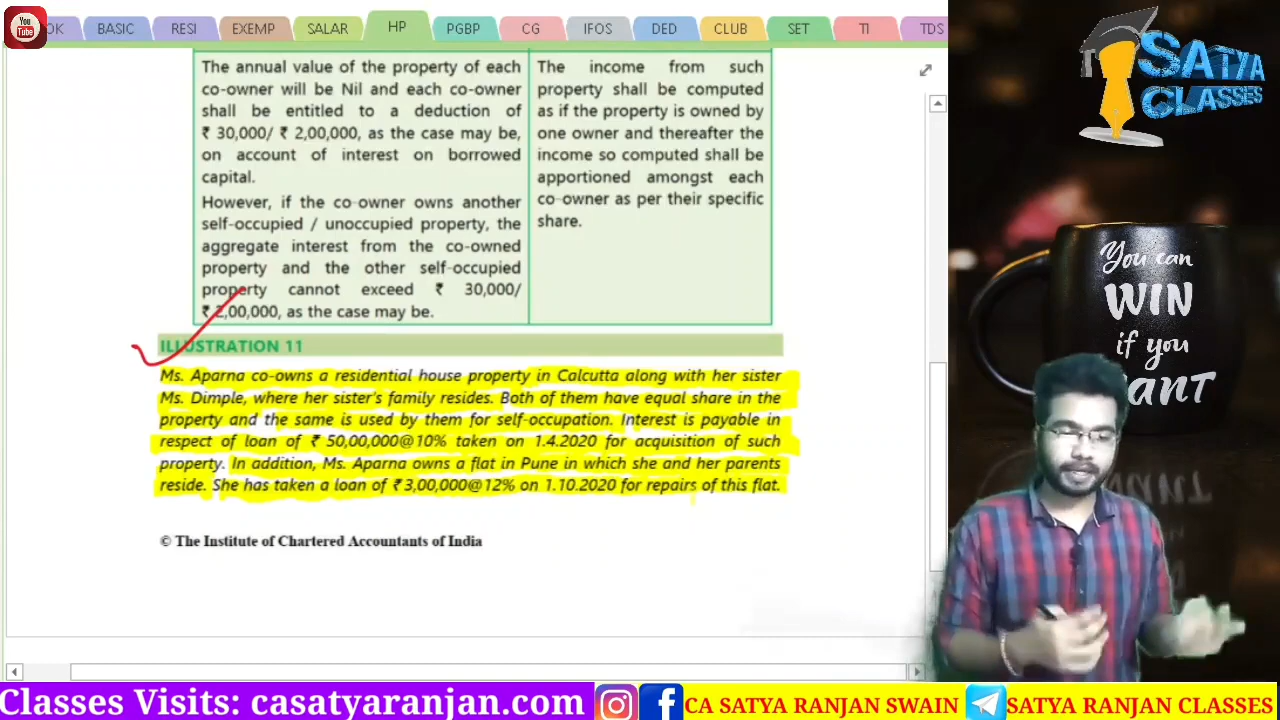 You
Tube
OK BASIC RESI EXEMP SALAR HP PGBP CG IFOS DED CLUB SET TI TDS
SATYA
CLASSES
The annual value of the property of each
co-owner will be Nil and each co-owner
shall be entitled to a deduction of
₹ 30,000/ ₹ 2,00,000, as the case may be,
on account of interest on borrowed
capital.
However, if the co-owner owns another
self-occupied / unoccupied property, the
aggregate interest from the co-owned
property and the other self-occupied
property cannot exceed ₹ 30,000/
₹ 2,00,000, as the case may be.
The income from such
property shall be computed
as if the property is owned by
one owner and thereafter the
income so computed shall be
apportioned amongst each
co-owner as per their specific
share.
ILLUSTRATION 11
Ms. Aparna co-owns a residential house property in Calcutta along with her sister
Ms. Dimple, where her sister's family resides. Both of them have equal share in the
property and the same is used by them for self-occupation. Interest is payable in
respect of loan of ₹ 50,00,000@10% taken on 1.4.2020 for acquisition of such
property. In addition, Ms. Aparna owns a flat in Pune in which she and her parents
reside. She has taken a loan of ₹ 3,00,000@12% on 1.10.2020 for repairs of this flat.
© The Institute of Chartered Accountants of India
You can
WIN
if you
ANT
Classes Visits: casatyaranjan.com
CA SATYA RANJAN SWAIN
SATYA RANJAN CLASSES